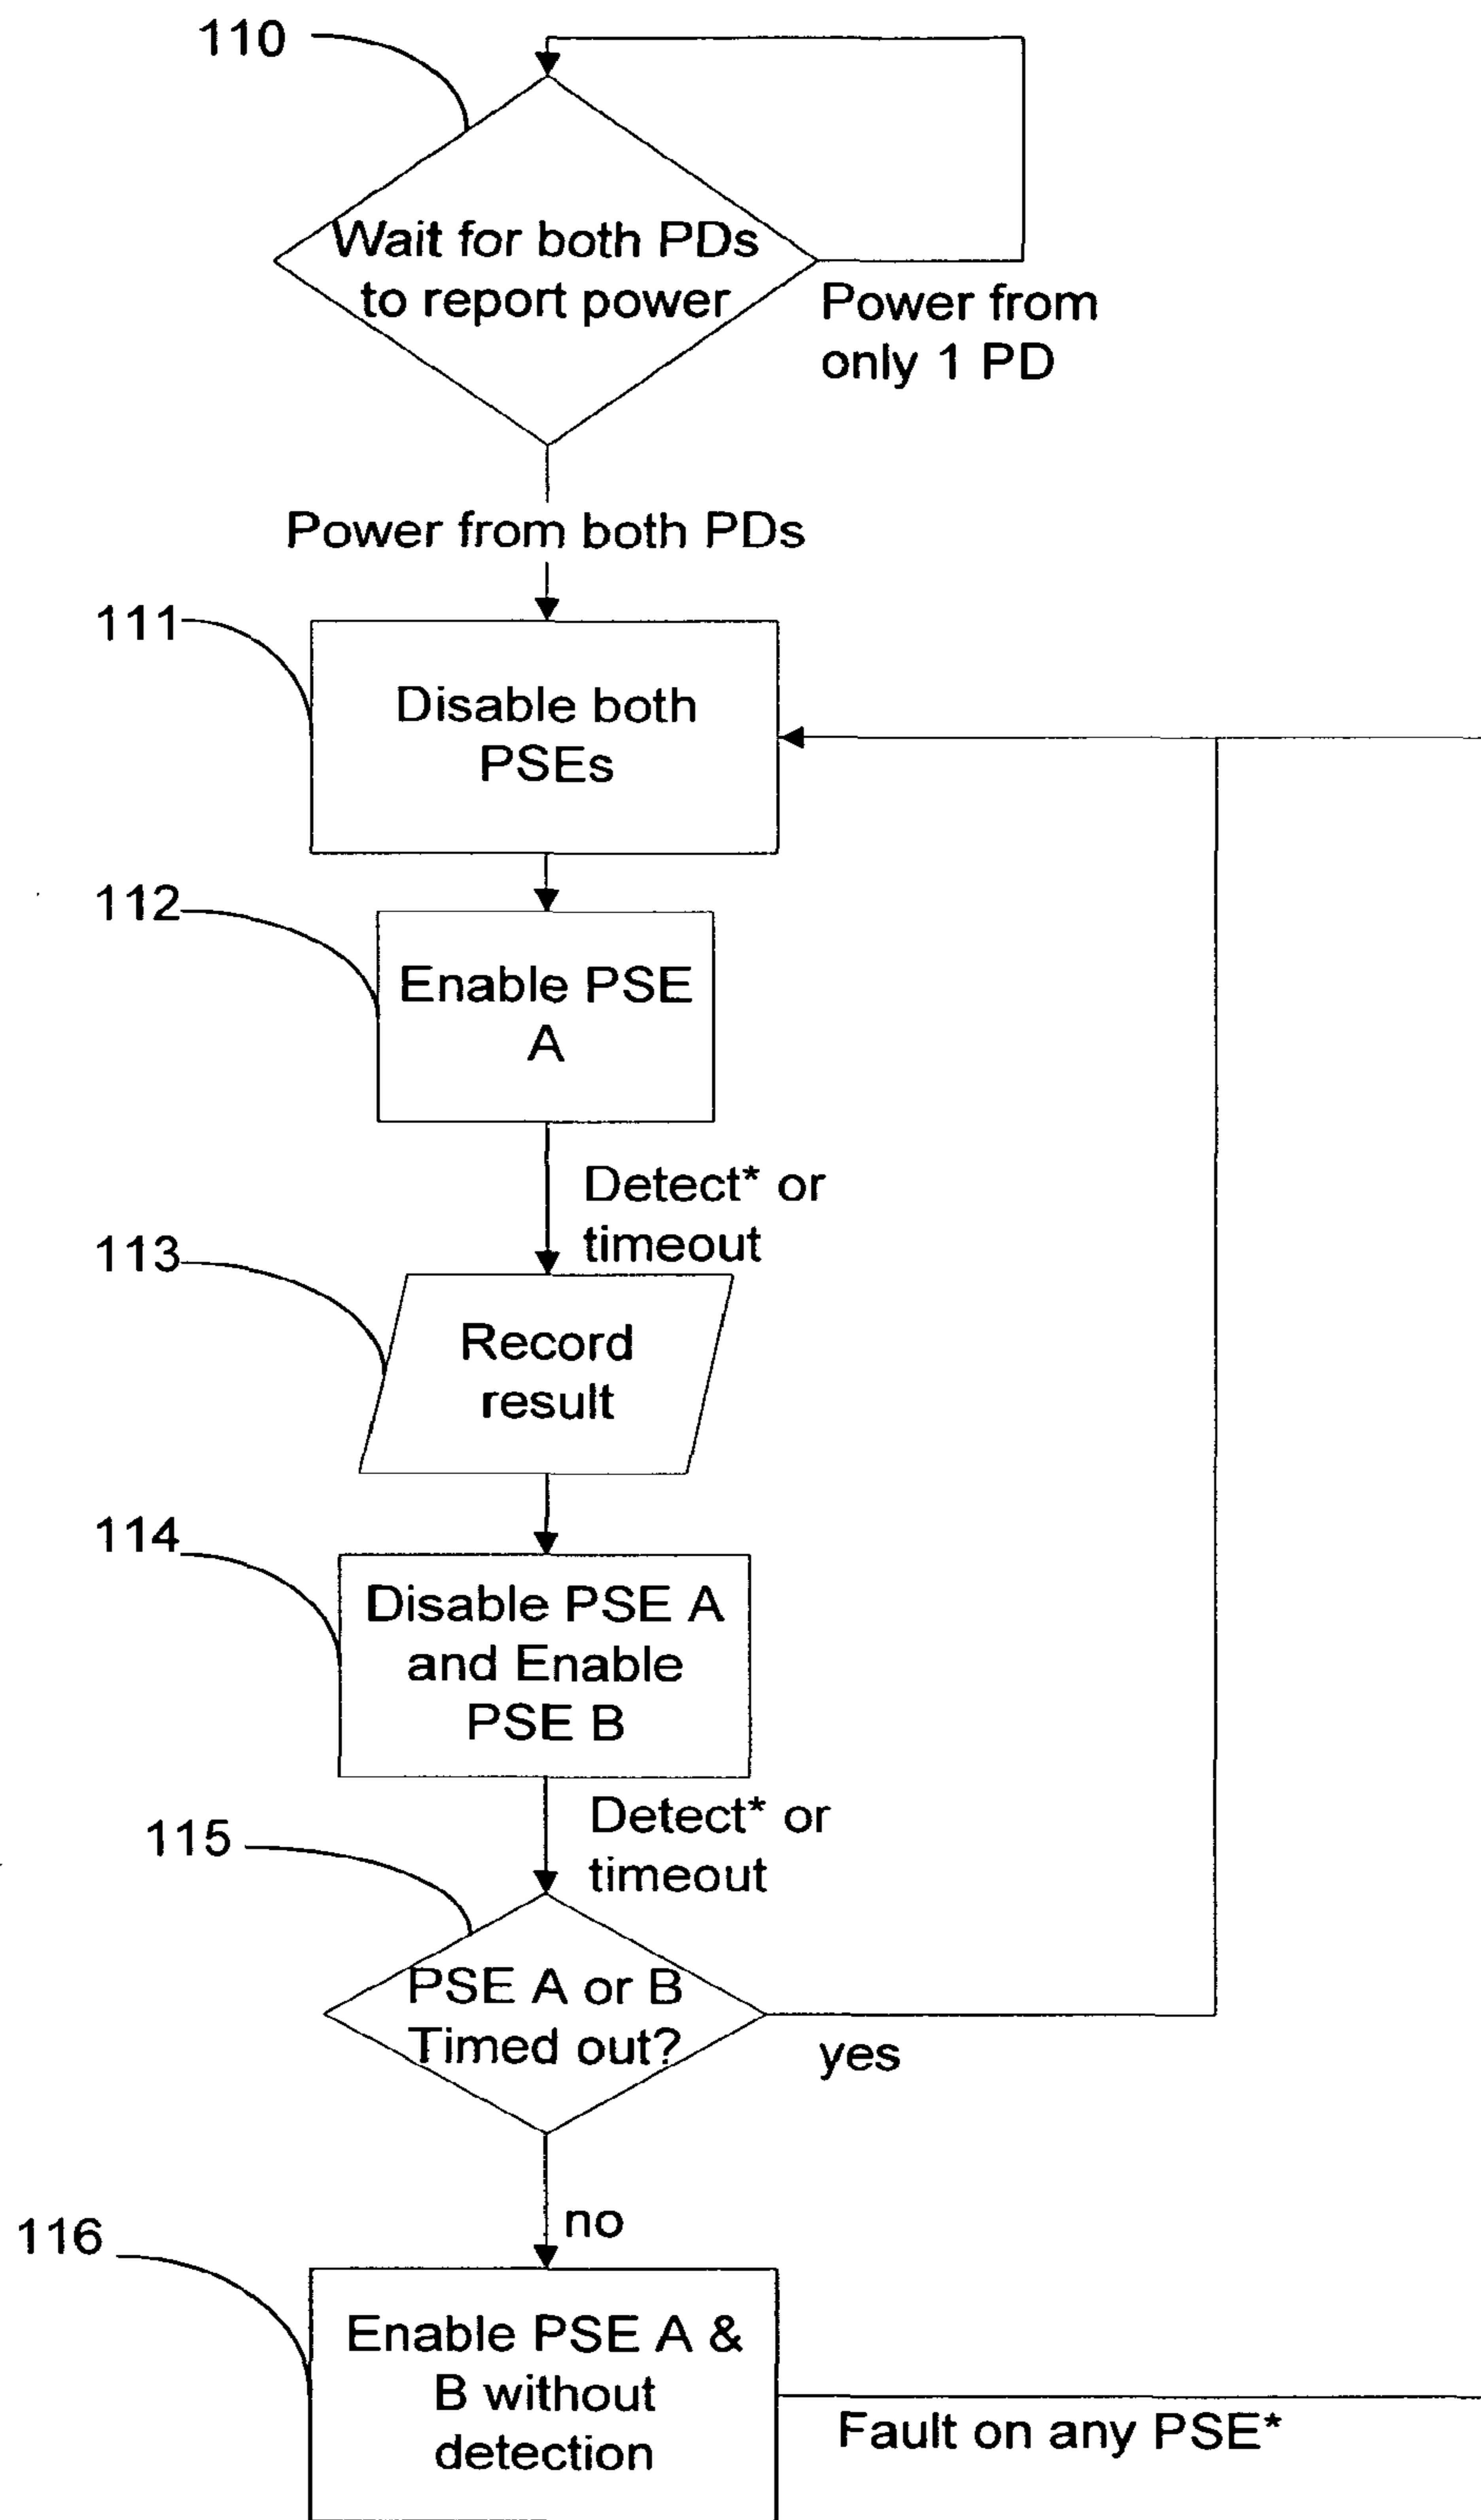 110
Wait for both PDs
to report power
Power from
only 1 PD
Power from both PDs
111
Disable both
PSEs
112
Enable PSE
A
Detect* or
timeout
113
Record
result
114
Disable PSE A
and Enable
PSE B
Detect* or
timeout
115
PSE A or B
Timed out?
yes
no
116
Enable PSE A &
B without
detection
Fault on any PSE*